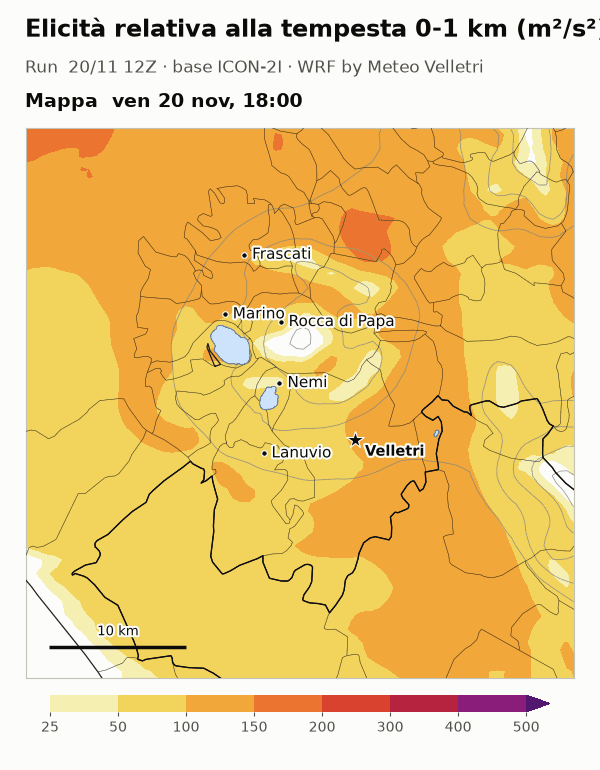 Elicità relativa alla tempesta 0-1 km (m²/s²)
Run 20/11 12Z · base ICON-2I · WRF by Meteo Velletri
Mappa ven 20 nov, 18:00
Frascati
Marino
Rocca di Papa
Nemi
Velletri
Lanuvio
10 km
25 50 100 150 200 300 400 500